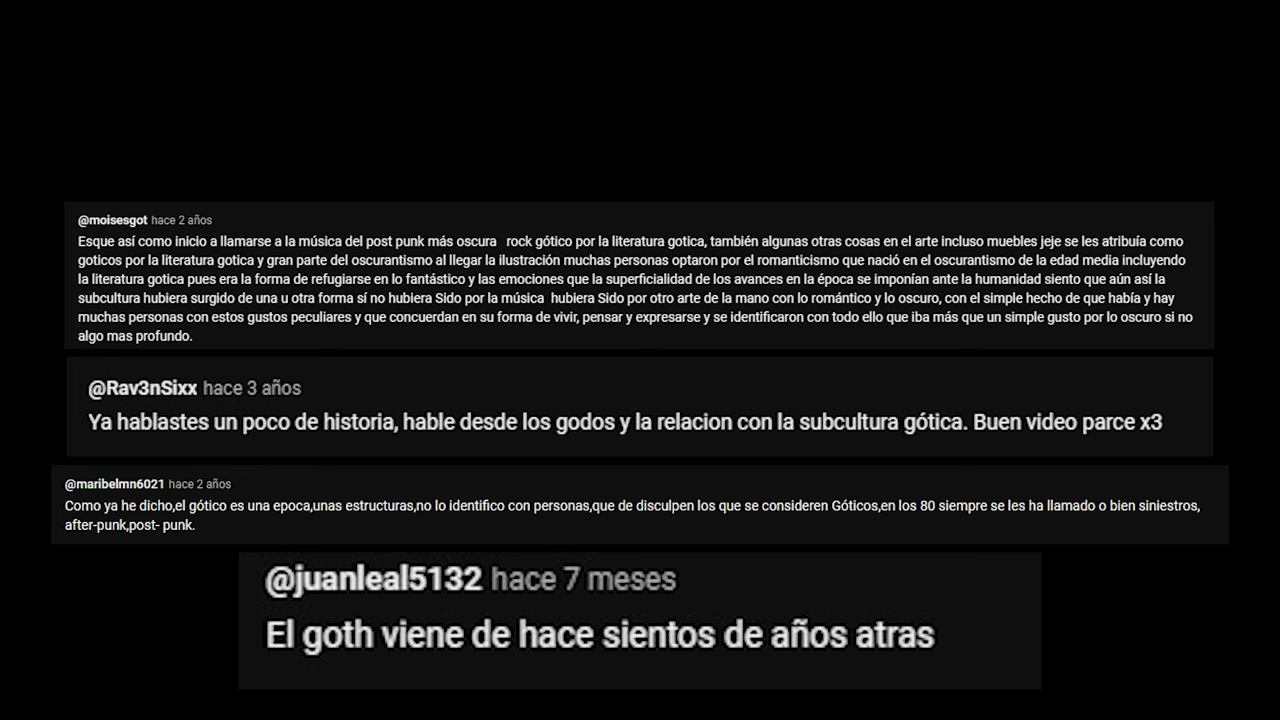 @moisesgot hace 2 años
Esque así como inicio a llamarse a la música del post punk más oscura rock gótico por la literatura gotica, también algunas otras cosas en el arte incluso muebles jeje se les atribuía como
goticos por la literatura gotica y gran parte del oscurantismo al llegar la ilustración muchas personas optaron por el romanticismo que nació en el oscurantismo de la edad media incluyendo
la literatura gotica pues era la forma de refugiarse en lo fantástico y las emociones que la superficialidad de los avances en la época se imponían ante la humanidad siento que aún así la
subcultura hubiera surgido de una u otra forma sí no hubiera Sido por la música hubiera Sido por otro arte de la mano con lo romántico y lo oscuro, con el simple hecho de que había y hay
muchas personas con estos gustos peculiares y que concuerdan en su forma de vivir, pensar y expresarse y se identificaron con todo ello que iba más que un simple gusto por lo oscuro si no
algo mas profundo.
@Rav3nSixx hace 3 años
Ya hablastes un poco de historia, hable desde los godos y la relacion con la subcultura gótica. Buen video parce x3
@maribelmn6021 hace 2 años
Como ya he dicho,el gótico es una epoca,unas estructuras,no lo identifico con personas,que de disculpen los que se consideren Góticos,en los 80 siempre se les ha llamado o bien siniestros,
after-punk,post- punk.
@juanleal5132 hace 7 meses
El goth viene de hace sientos de años atras